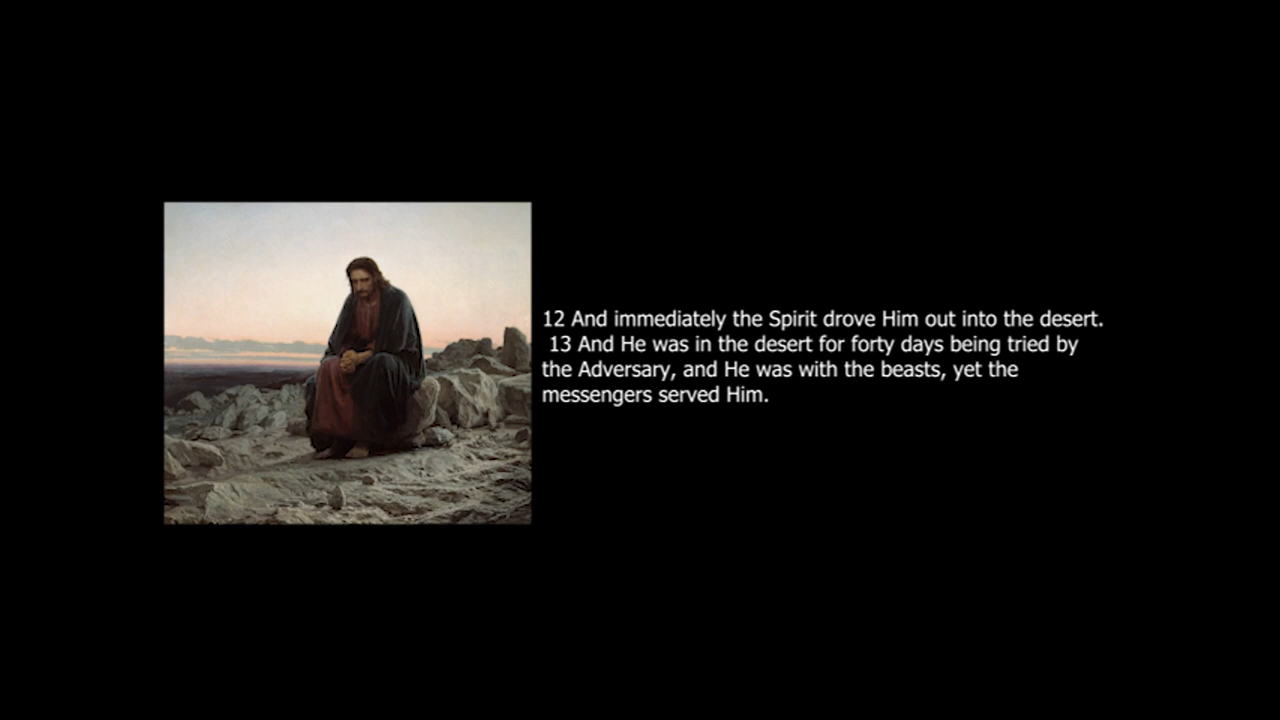 12 And immediately the Spirit drove Him out into the desert.
13 And He was in the desert for forty days being tried by
the Adversary, and He was with the beasts, yet the
messengers served Him.